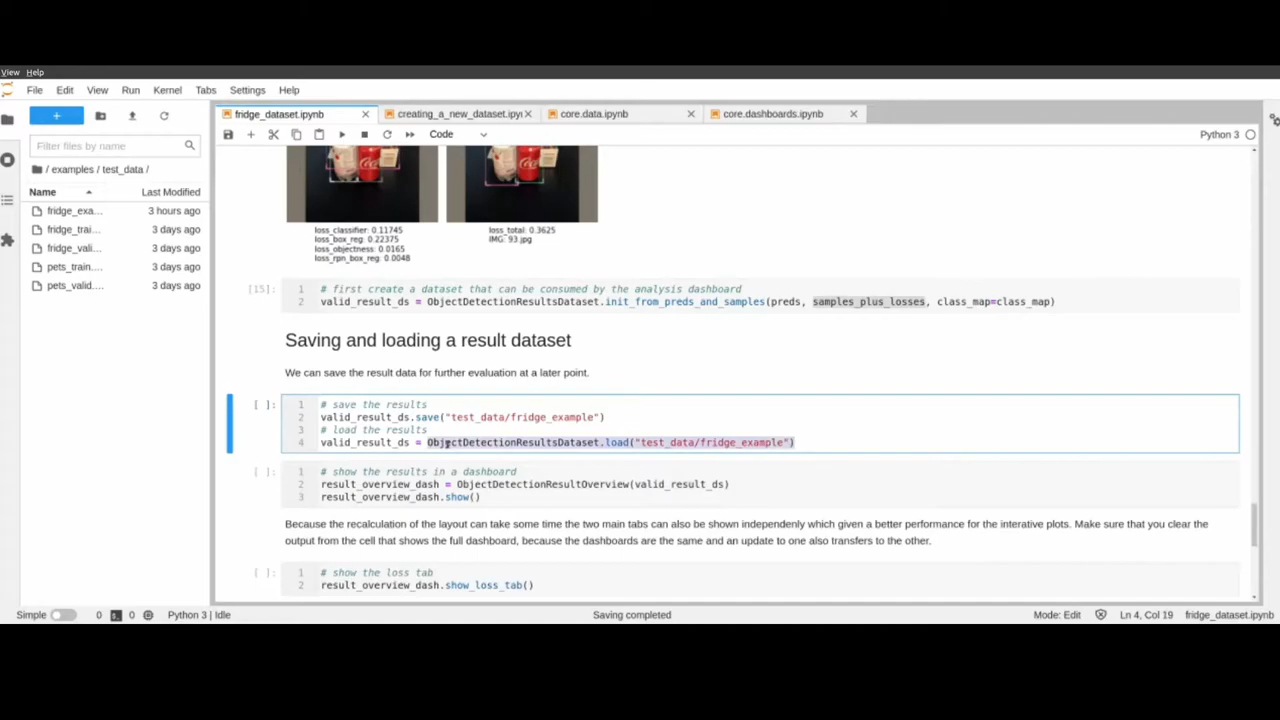 View Help
File Edit View Run Kernel Tabs Settings Help
fridge_dataset.ipynb
creating_a_new_dataset.ipyi
core.data.ipynb
core.dashboards.ipynb
Code
Python 3
Filter files by name
/ examples / test_data /
Name Last Modified
fridge_exa... 3 hours ago
fridge_trai... 3 days ago
fridge_vali... 3 days ago
pets_train.... 3 days ago
pets_valid.... 3 days ago
Coca
loss_classifier: 0.11745
loss_box_reg: 0.22375
loss_objectness: 0.0165
loss_rpn_box_reg: 0.0048
loss_total: 0.3625
IMG: 93.jpg
[15]:
1 # first create a dataset that can be consumed by the analysis dashboard
2 valid_result_ds = ObjectDetectionResultsDataset.init_from_preds_and_samples(preds, samples_plus_losses, class_map=class_map)
Saving and loading a result dataset
We can save the result data for further evaluation at a later point.
[ ]:
1 # save the results
2 valid_result_ds.save("test_data/fridge_example")
3 # load the results
4 valid_result_ds = ObjectDetectionResultsDataset.load("test_data/fridge_example")
[ ]:
1 # show the results in a dashboard
2 result_overview_dash = ObjectDetectionResultOverview(valid_result_ds)
3 result_overview_dash.show()
Because the recalculation of the layout can take some time the two main tabs can also be shown independenly which given a better performance for the interative plots. Make sure that you clear the
output from the cell that shows the full dashboard, because the dashboards are the same and an update to one also transfers to the other.
[ ]:
1 # show the loss tab
2 result_overview_dash.show_loss_tab()
Simple 0 0 Python 3 | Idle Saving completed Mode: Edit Ln 4, Col 19 fridge_dataset.ipynb